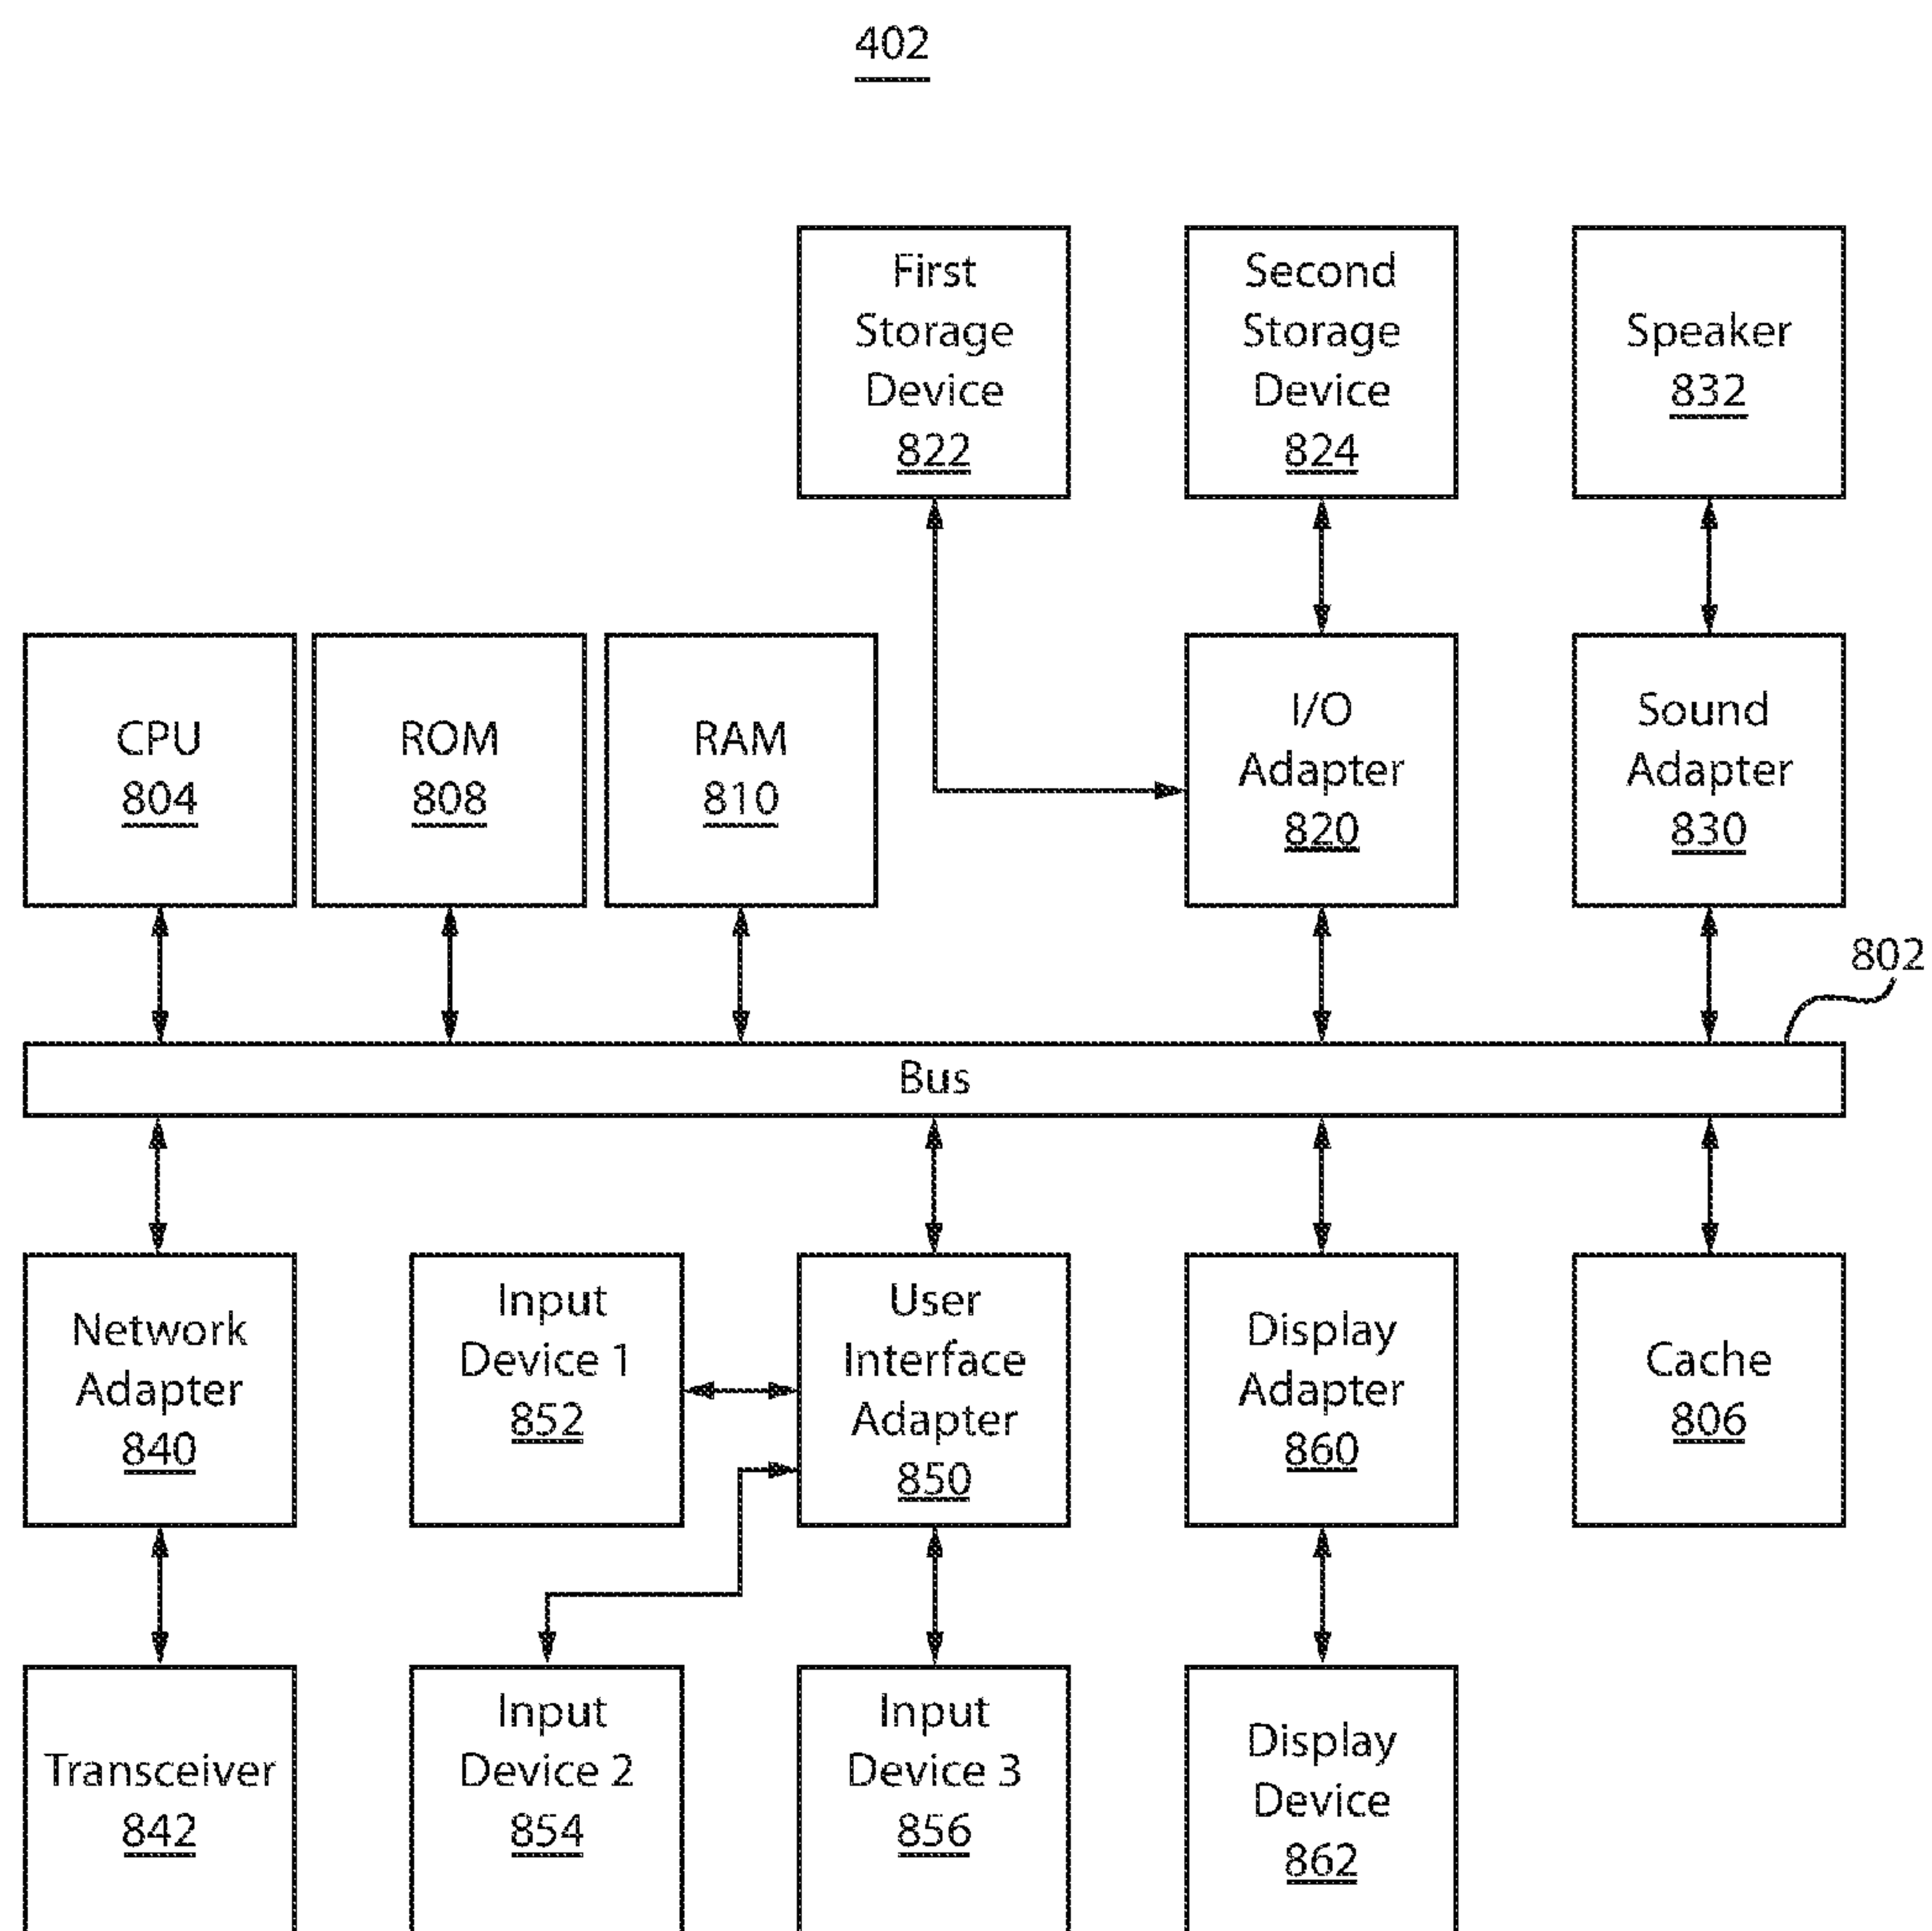 402
First
Storage
Device
822
Second
Storage
Device
824
Speaker
832
CPU
804
ROM
808
RAM
810
I/O
Adapter
820
Sound
Adapter
830
802
Bus
Network
Adapter
840
Input
Device 1
852
User
Interface
Adapter
850
Display
Adapter
860
Cache
806
Transceiver
842
Input
Device 2
854
Input
Device 3
856
Display
Device
862